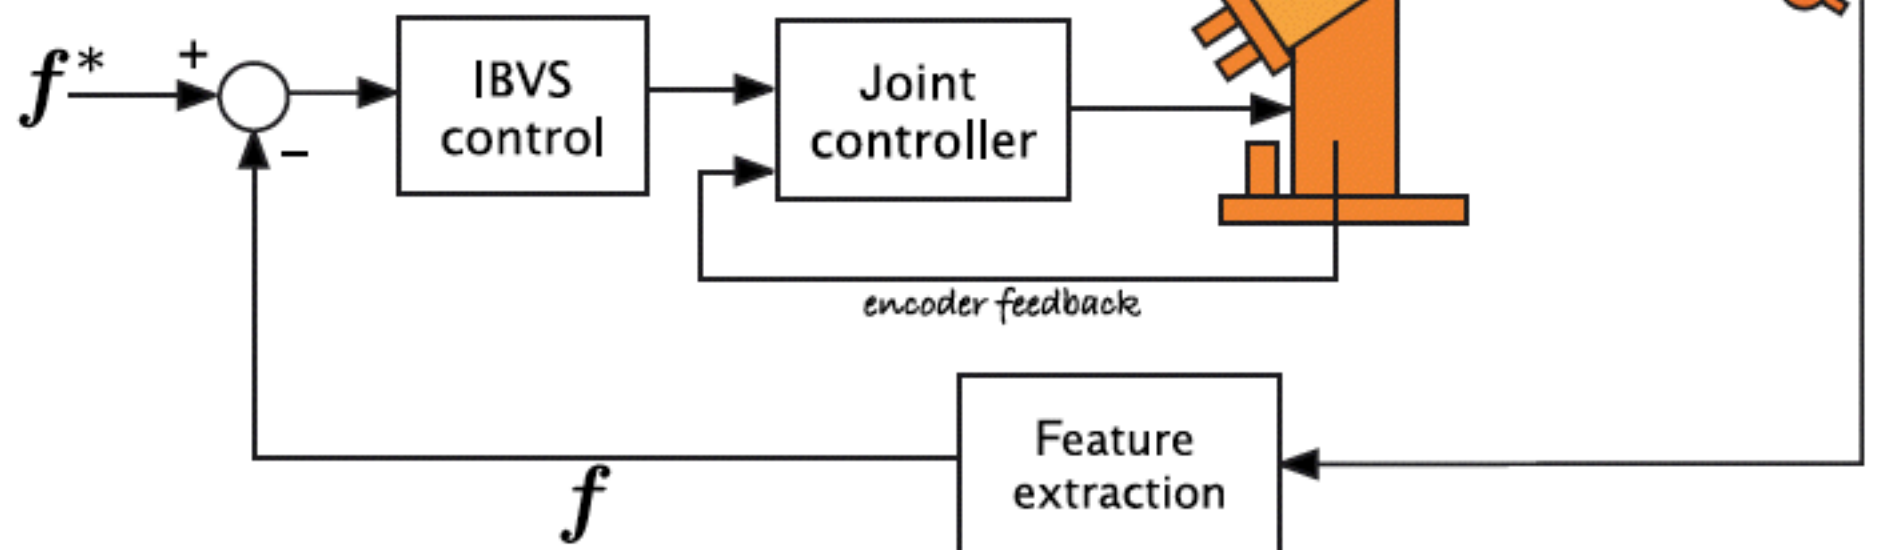 f*
+
−
IBVS
control
Joint
controller
encoder feedback
f
Feature
extraction